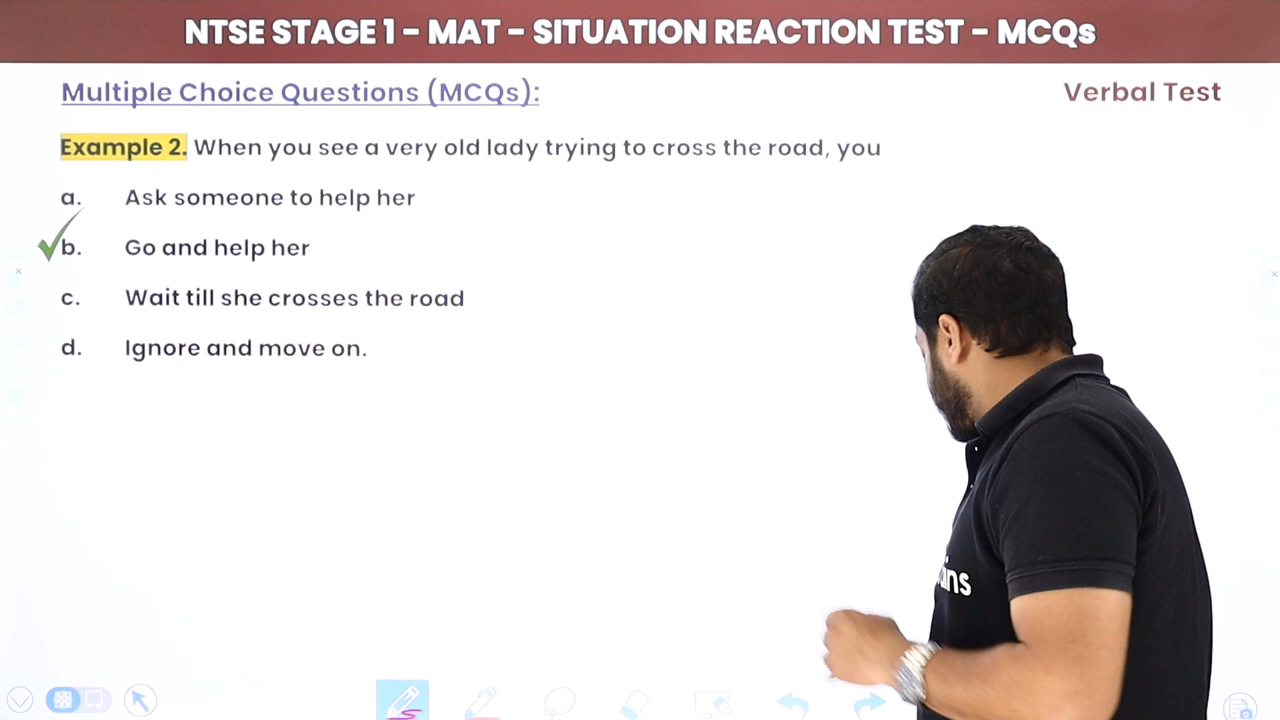 NTSE STAGE 1 – MAT – SITUATION REACTION TEST – MCQs
Multiple Choice Questions (MCQs):
Verbal Test
Example 2. When you see a very old lady trying to cross the road, you
a. Ask someone to help her
b. Go and help her
c. Wait till she crosses the road
d. Ignore and move on.